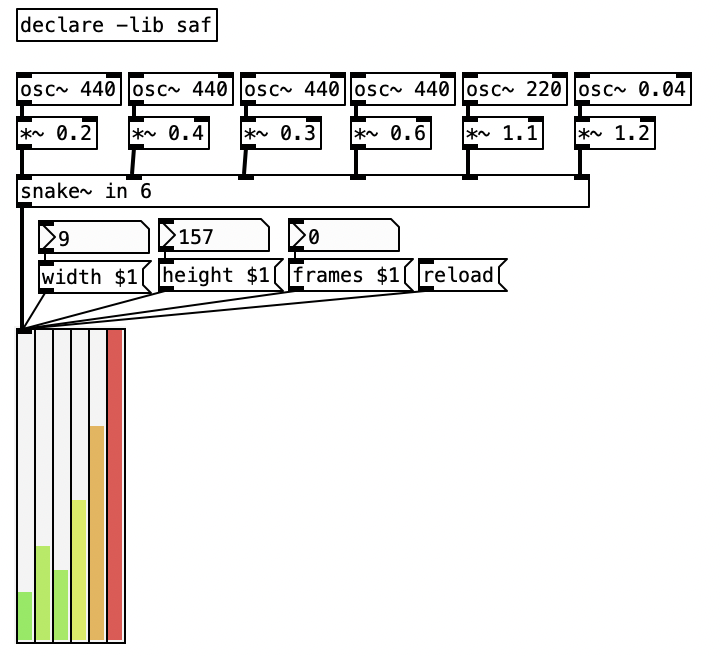 declare -lib saf
osc~ 440 osc~ 440 osc~ 440 osc~ 440 osc~ 220 osc~ 0.04
*~ 0.2 *~ 0.4 *~ 0.3 *~ 0.6 *~ 1.1 *~ 1.2
snake~ in 6
9 157 0
width $1 height $1 frames $1 reload